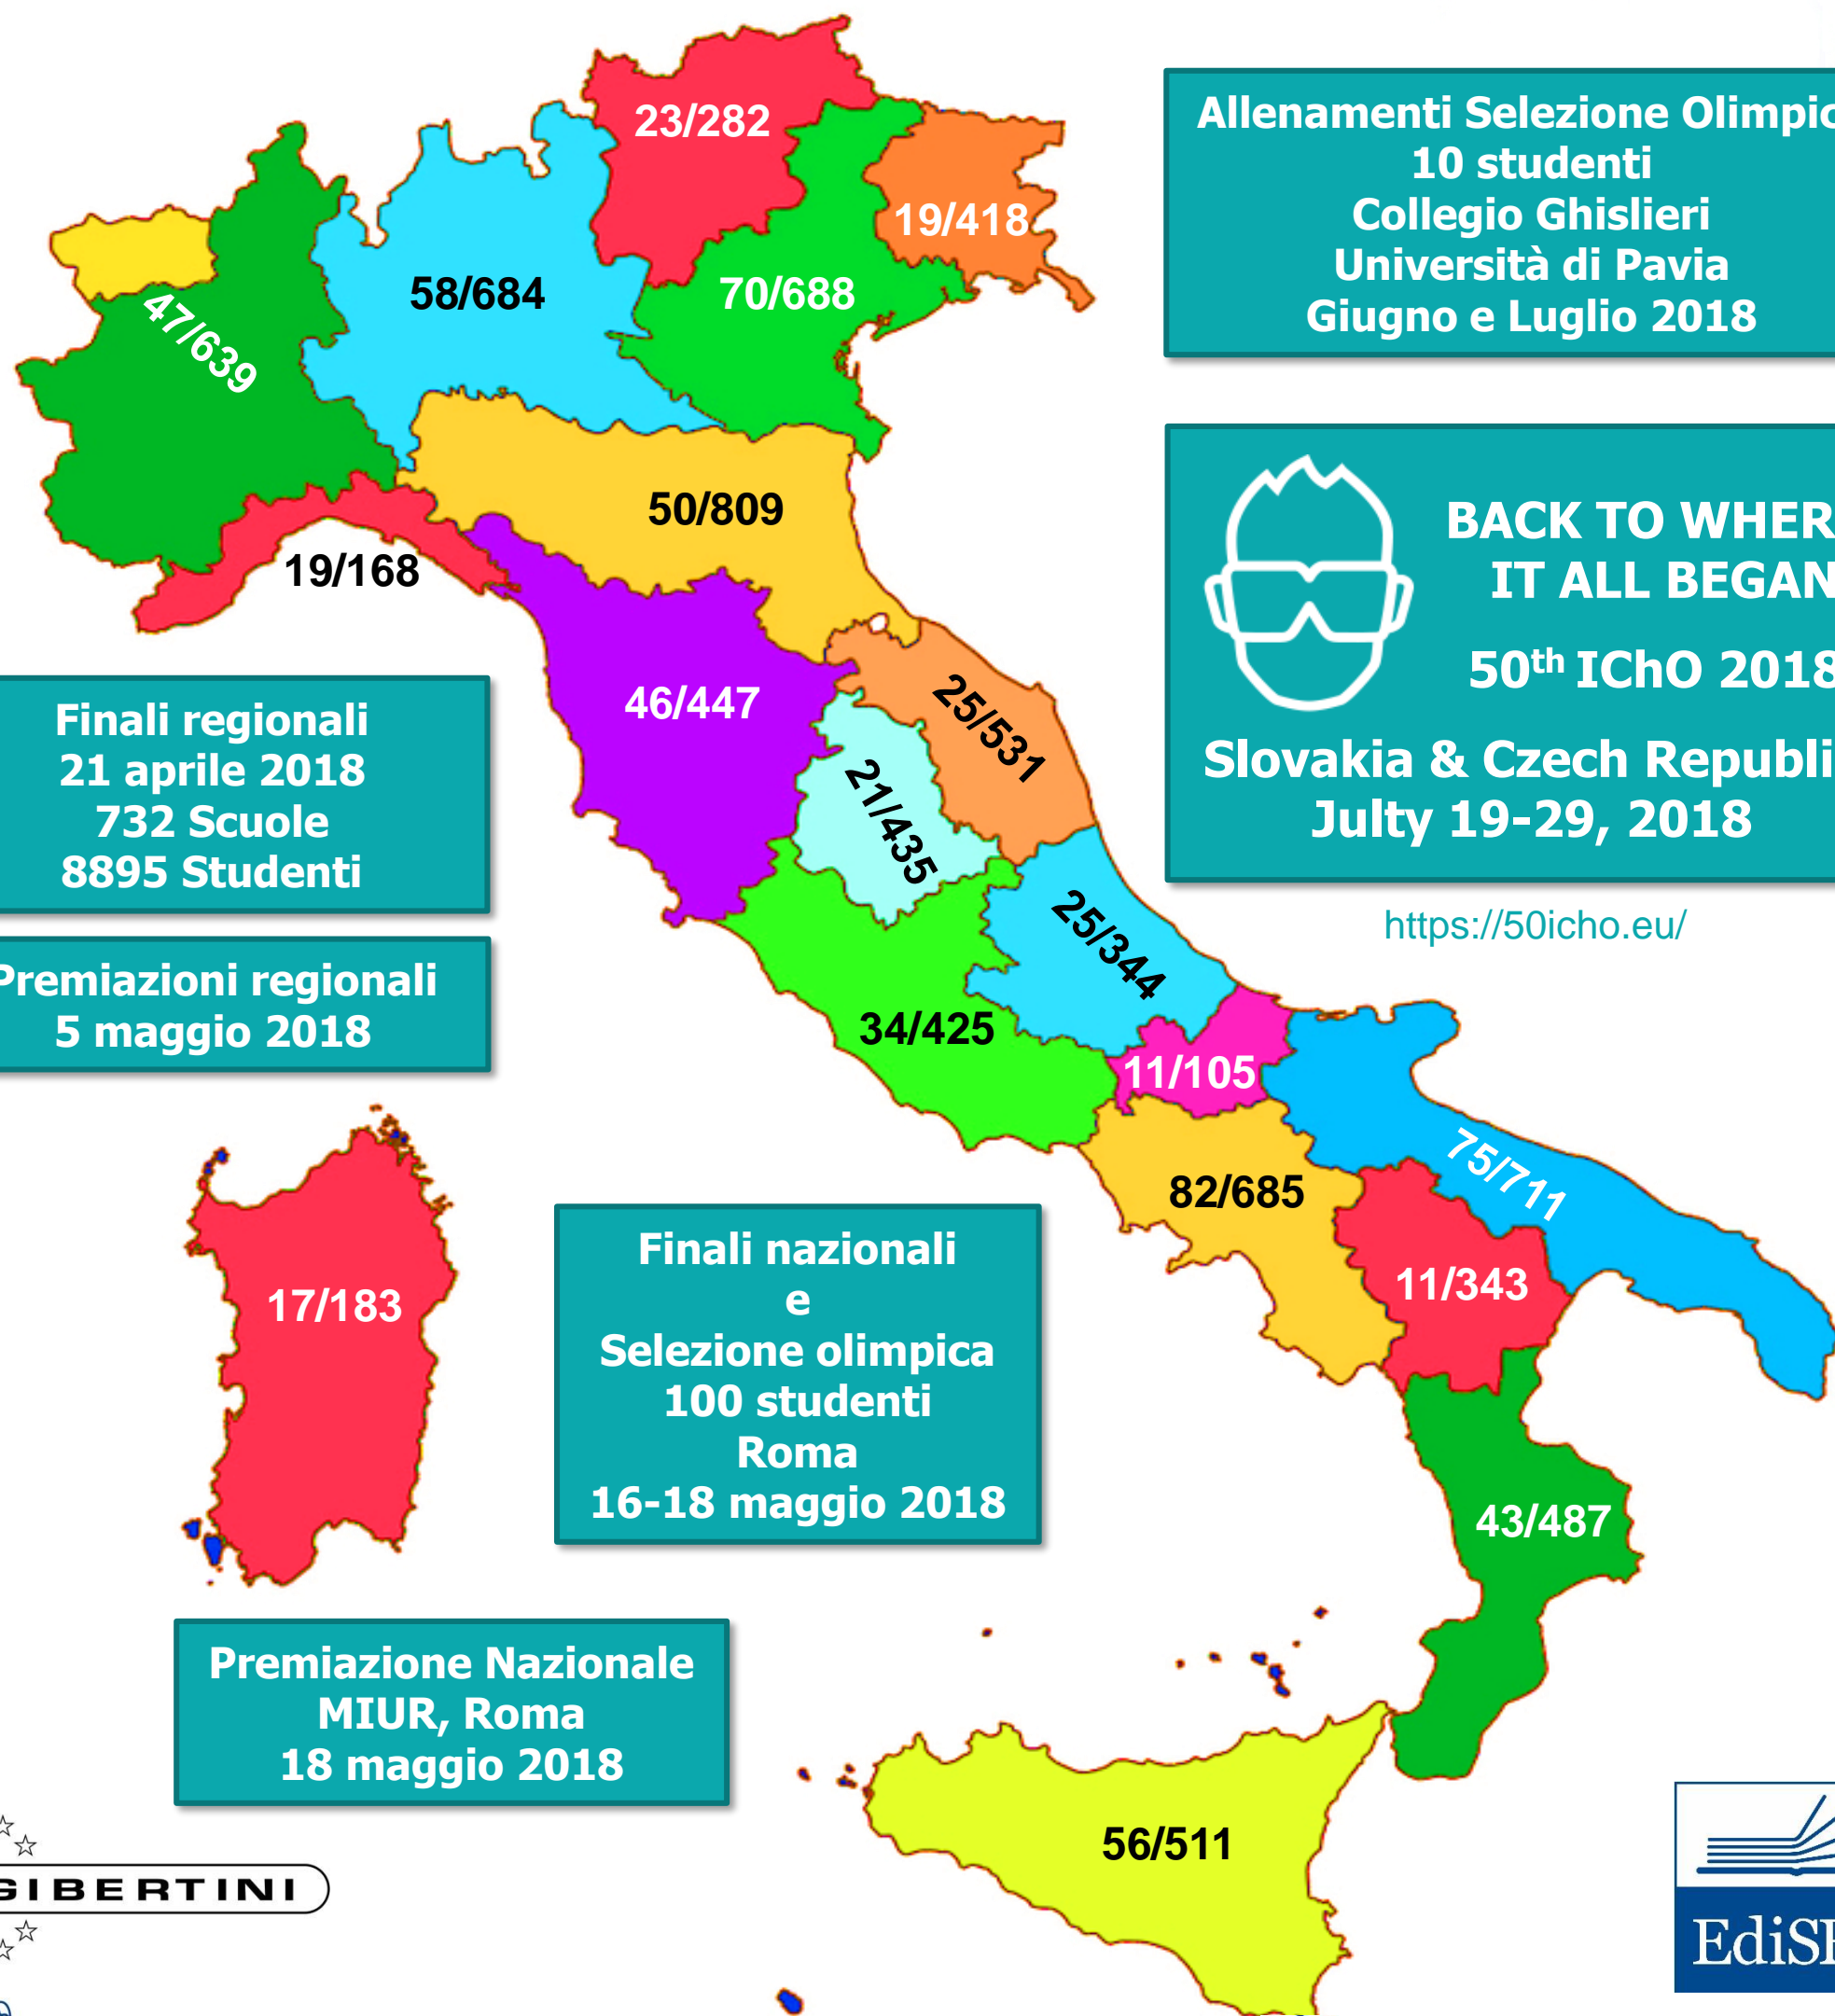 23/282
19/418
58/684
70/688
47/639
50/809
19/168
46/447
25/531
21/435
25/344
34/425
11/105
75/711
82/685
11/343
17/183
43/487
56/511
Allenamenti Selezione Olimpic
10 studenti
Collegio Ghislieri
Università di Pavia
Giugno e Luglio 2018
BACK TO WHER
IT ALL BEGAN
50th IChO 2018
Slovakia & Czech Republi
Julty 19-29, 2018
https://50icho.eu/
Finali regionali
21 aprile 2018
732 Scuole
8895 Studenti
Premiazioni regionali
5 maggio 2018
Finali nazionali
e
Selezione olimpica
100 studenti
Roma
16-18 maggio 2018
Premiazione Nazionale
MIUR, Roma
18 maggio 2018
GIBERTINI
EdiSE